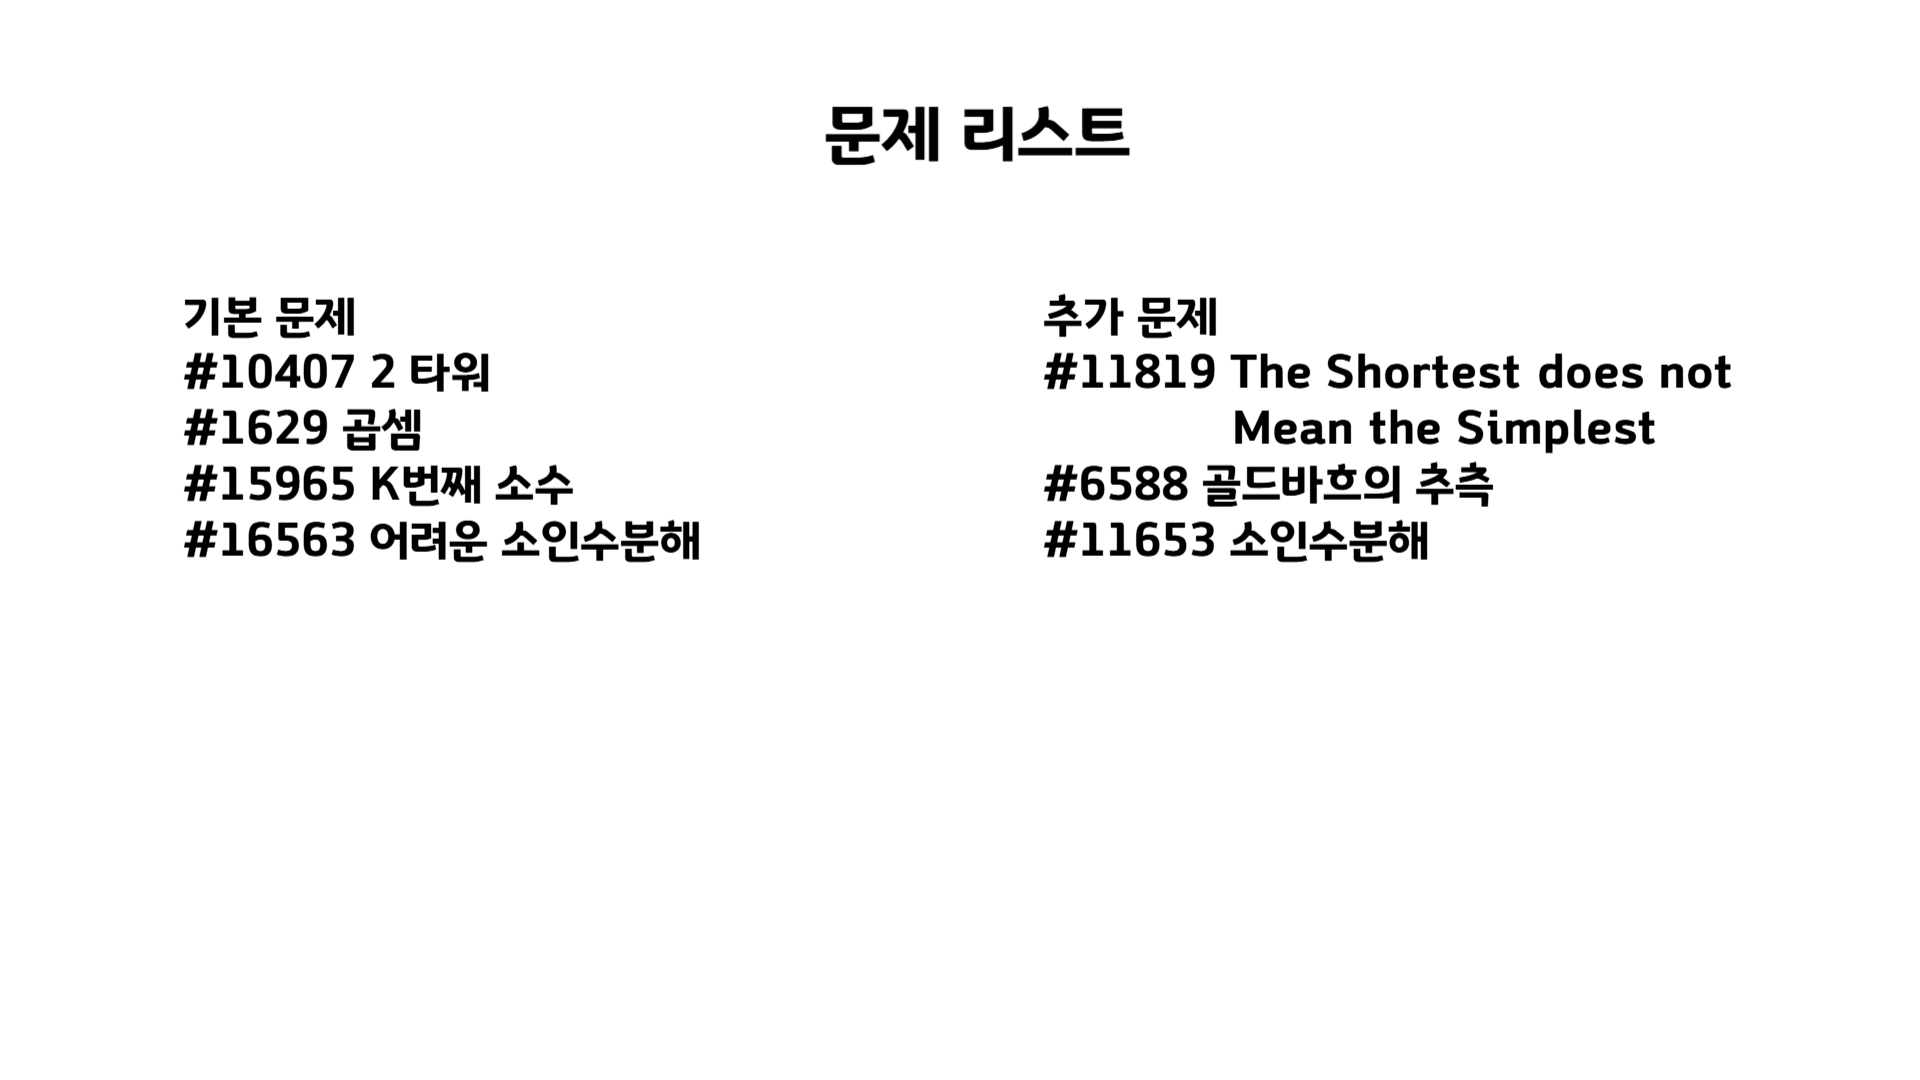 문제 리스트
기본 문제
#10407 2 타워
#1629 곱셈
#15965 K번째 소수
#16563 어려운 소인수분해
추가 문제
#11819 The Shortest does not
Mean the Simplest
#6588 골드바흐의 추측
#11653 소인수분해